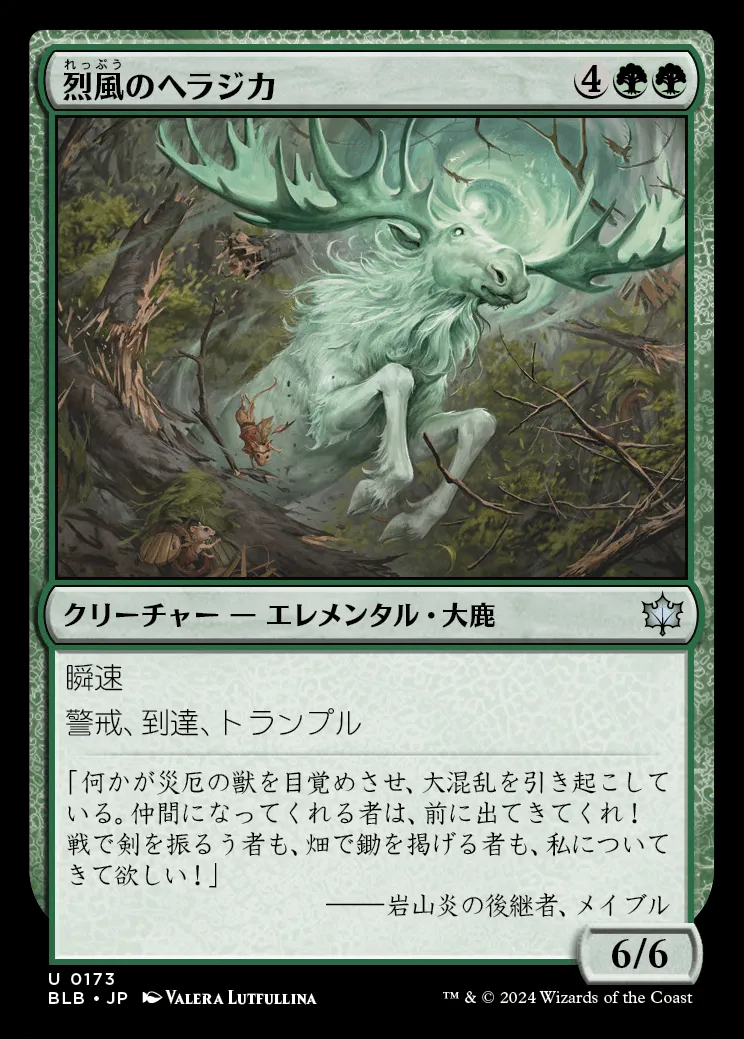 れっぷう
烈風のヘラジカ 4
クリーチャー — エレメンタル・大鹿
瞬速
警戒、到達、トランプル
「何かが災厄の獣を目覚めさせ、大混乱を引き起こして
いる。仲間になってくれる者は、前に出てきてくれ!
戦で剣を振るう者も、畑で鋤を掲げる者も、私について
きて欲しい!」
――岩山炎の後継者、メイブル
6/6
U 0173
BLB • JP Valera Lutfullina
™ & © 2024 Wizards of the Coast